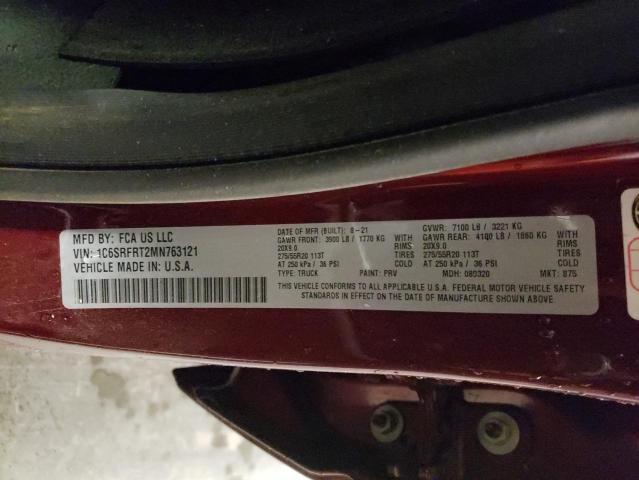 MFD BY: FCA US LLC
VIN: 1C6SRFRT2MN763121
VEHICLE MADE IN: U.S.A.
DATE OF MFR (BUILT): 8-21
GAWR FRONT: 3900 LB / 1770 KG WITH
20X9.0 RIMS
275/55R20 113T TIRES
AT 250 kPa / 36 PSI COLD
TYPE: TRUCK PAINT: PRV
GVWR: 7100 LB / 3221 KG
GAWR REAR: 4100 LB / 1860 KG WITH
20X9.0 RIMS
275/55R20 113T TIRES
AT 250 kPa / 36 PSI COLD
MDH: 080320 MKT: 875
THIS VEHICLE CONFORMS TO ALL APPLICABLE U.S.A. FEDERAL MOTOR VEHICLE SAFETY
STANDARDS IN EFFECT ON THE DATE OF MANUFACTURE SHOWN ABOVE.